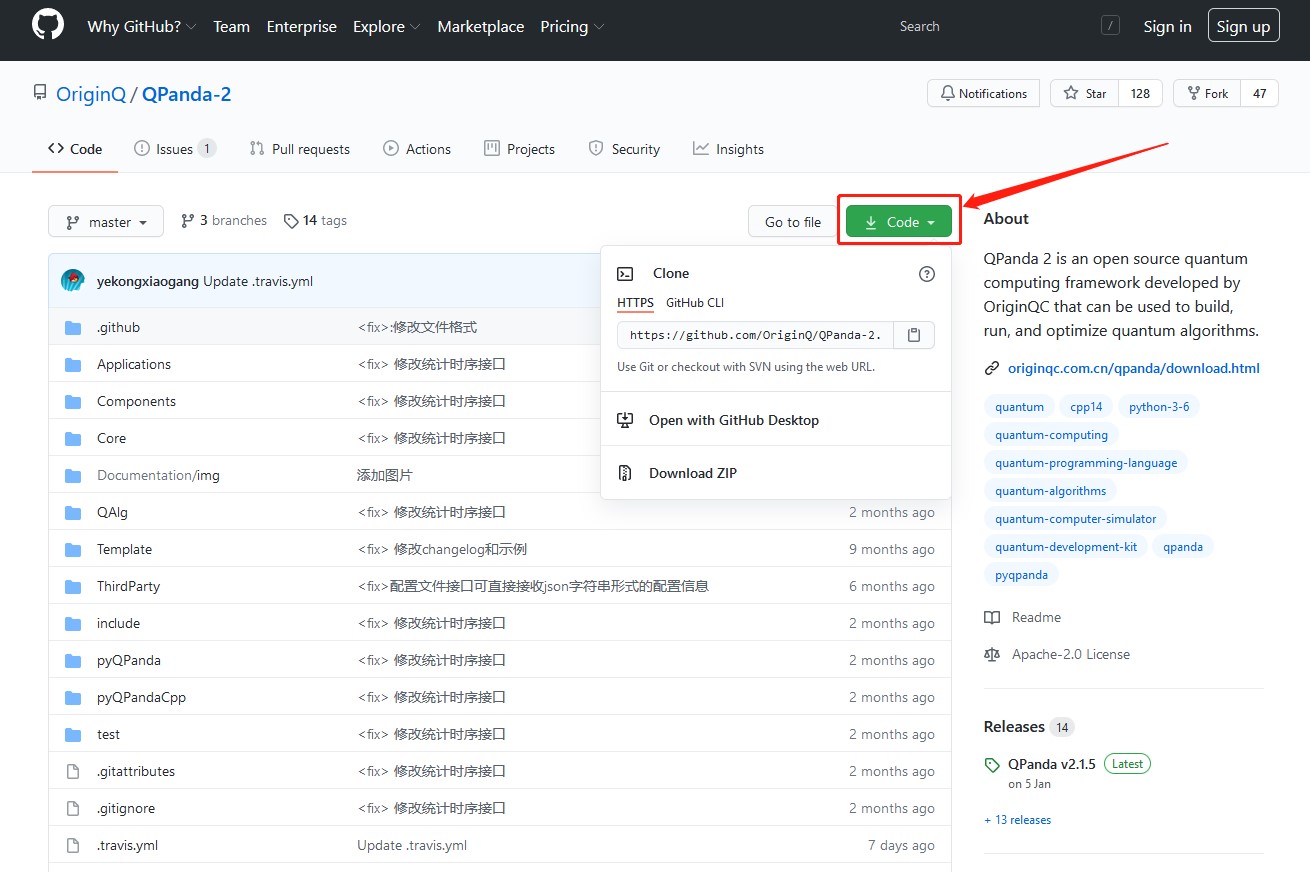 Why GitHub? Team Enterprise Explore Marketplace Pricing Search / Sign in Sign up
OriginQ / QPanda-2 Notifications Star 128 Fork 47
Code Issues 1 Pull requests Actions Projects Security Insights
master 3 branches 14 tags Go to file Code
yekongxiaogang Update .travis.yml
.github <fix>:修改文件格式
Applications <fix> 修改统计时序接口
Components <fix> 修改统计时序接口
Core <fix> 修改统计时序接口
Documentation/img 添加图片
QAlg <fix> 修改统计时序接口 2 months ago
Template <fix> 修改changelog和示例 9 months ago
ThirdParty <fix>配置文件接口可直接接收json字符串形式的配置信息 6 months ago
include <fix> 修改统计时序接口 2 months ago
pyQPanda <fix> 修改统计时序接口 2 months ago
pyQPandaCpp <fix> 修改统计时序接口 2 months ago
test <fix> 修改统计时序接口 2 months ago
.gitattributes <fix> 修改统计时序接口 2 months ago
.gitignore <fix> 修改统计时序接口 2 months ago
.travis.yml Update .travis.yml 7 days ago
Clone
HTTPS GitHub CLI
https://github.com/OriginQ/QPanda-2.
Use Git or checkout with SVN using the web URL.
Open with GitHub Desktop
Download ZIP
About
QPanda 2 is an open source quantum
computing framework developed by
OriginQC that can be used to build,
run, and optimize quantum algorithms.
originqc.com.cn/qpanda/download.html
quantum cpp14 python-3-6
quantum-computing
quantum-programming-language
quantum-algorithms
quantum-computer-simulator
quantum-development-kit qpanda
pyqpanda
Readme
Apache-2.0 License
Releases 14
QPanda v2.1.5 Latest
on 5 Jan
+ 13 releases